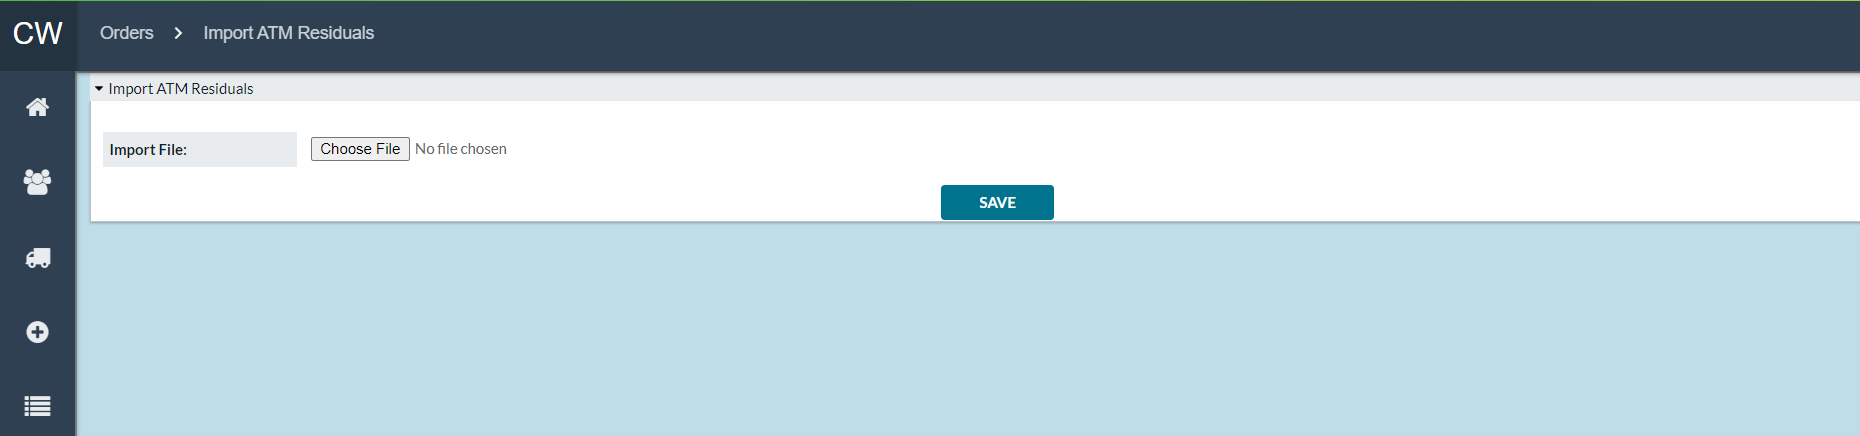 CW
Orders
Import ATM Residuals
Import ATM Residuals
Import File:
Choose File
No file chosen
SAVE